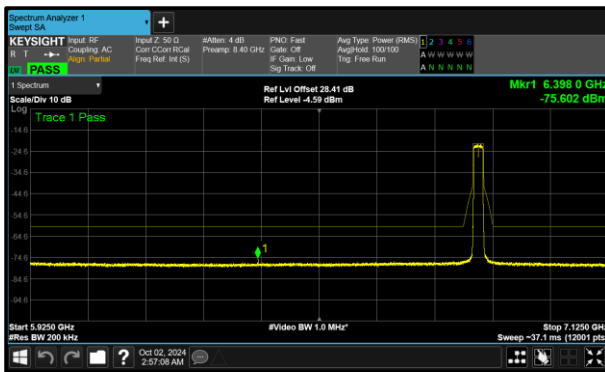 Spectrum Analyzer 1
Swept SA
KEYSIGHT
R T
PASS
Input: RF
Coupling: AC
Align: Partial
Input Z: 50 Ω
Corr CCorr RCal
Freq Ref: Int (S)
#Atten: 4 dB
Preamp: 8.40 GHz
PNO: Fast
Gate: Off
IF Gain: Low
Sig Track: Off
Avg Type: Power (RMS)
Avg|Hold: 100/100
Trig: Free Run
1 2 3 4 5 6
A W W W W W
A N N N N N
1 Spectrum
Scale/Div 10 dB
Ref Lvl Offset 28.41 dB
Ref Level -4.59 dBm
Mkr1 6.398 0 GHz
-75.602 dBm
Log
Trace 1 Pass
-14.6
-24.6
-34.6
-44.6
-54.6
-64.6
-74.6
-84.6
-94.6
1
Start 5.9250 GHz
#Res BW 200 kHz
#Video BW 1.0 MHz*
Stop 7.1250 GHz
Sweep ~37.1 ms (12001 pts)
?
Oct 02, 2024
2:57:08 AM